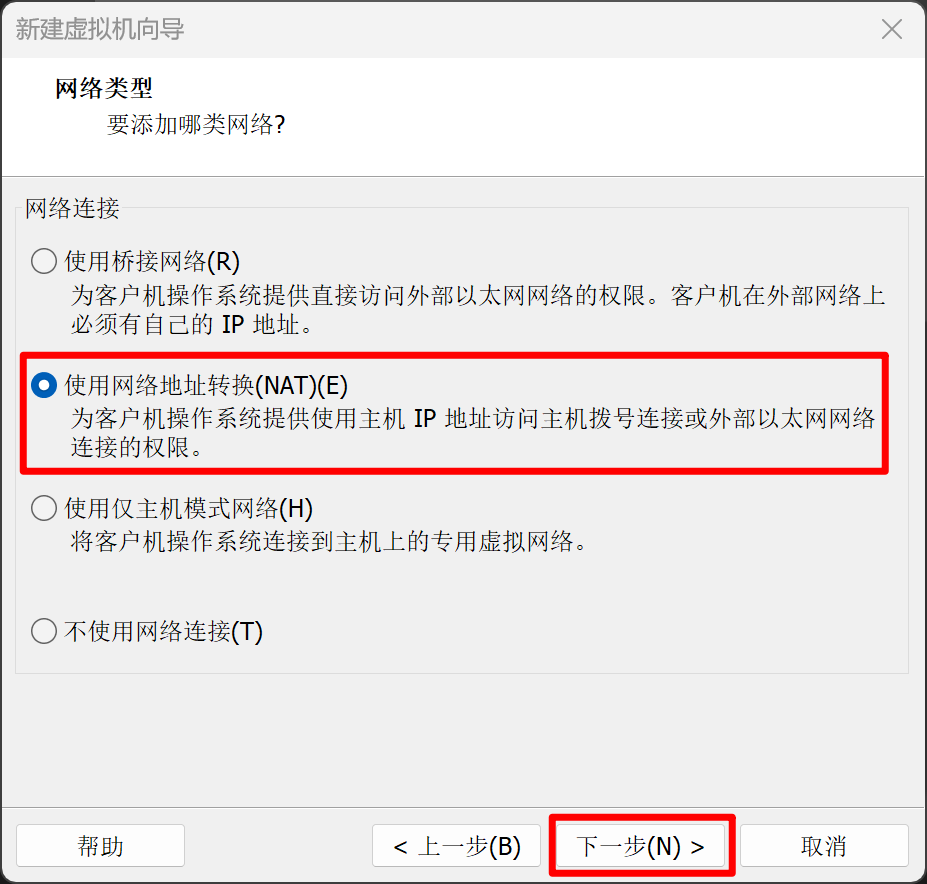 新建虚拟机向导
网络类型
要添加哪类网络?
网络连接
使用桥接网络(R)
为客户机操作系统提供直接访问外部以太网网络的权限。客户机在外部网络上
必须有自己的 IP 地址。
使用网络地址转换(NAT)(E)
为客户机操作系统提供使用主机 IP 地址访问主机拨号连接或外部以太网网络
连接的权限。
使用仅主机模式网络(H)
将客户机操作系统连接到主机上的专用虚拟网络。
不使用网络连接(T)
帮助
< 上一步(B)
下一步(N) >
取消